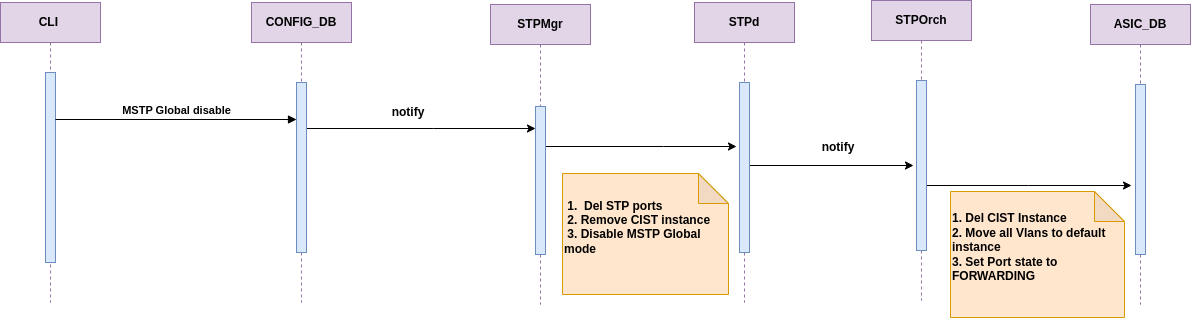 CLI
CONFIG_DB
STPMgr
STPd
STPOrch
ASIC_DB
MSTP Global disable
notify
notify
1. Del STP ports
2. Remove CIST instance
3. Disable MSTP Global
mode
1. Del CIST Instance
2. Move all Vlans to default
instance
3. Set Port state to
FORWARDING